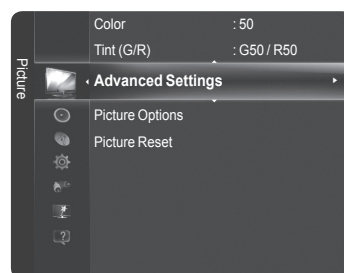 Picture
Color : 50
Tint (G/R) : G50 / R50
Advanced Settings
Picture Options
Picture Reset